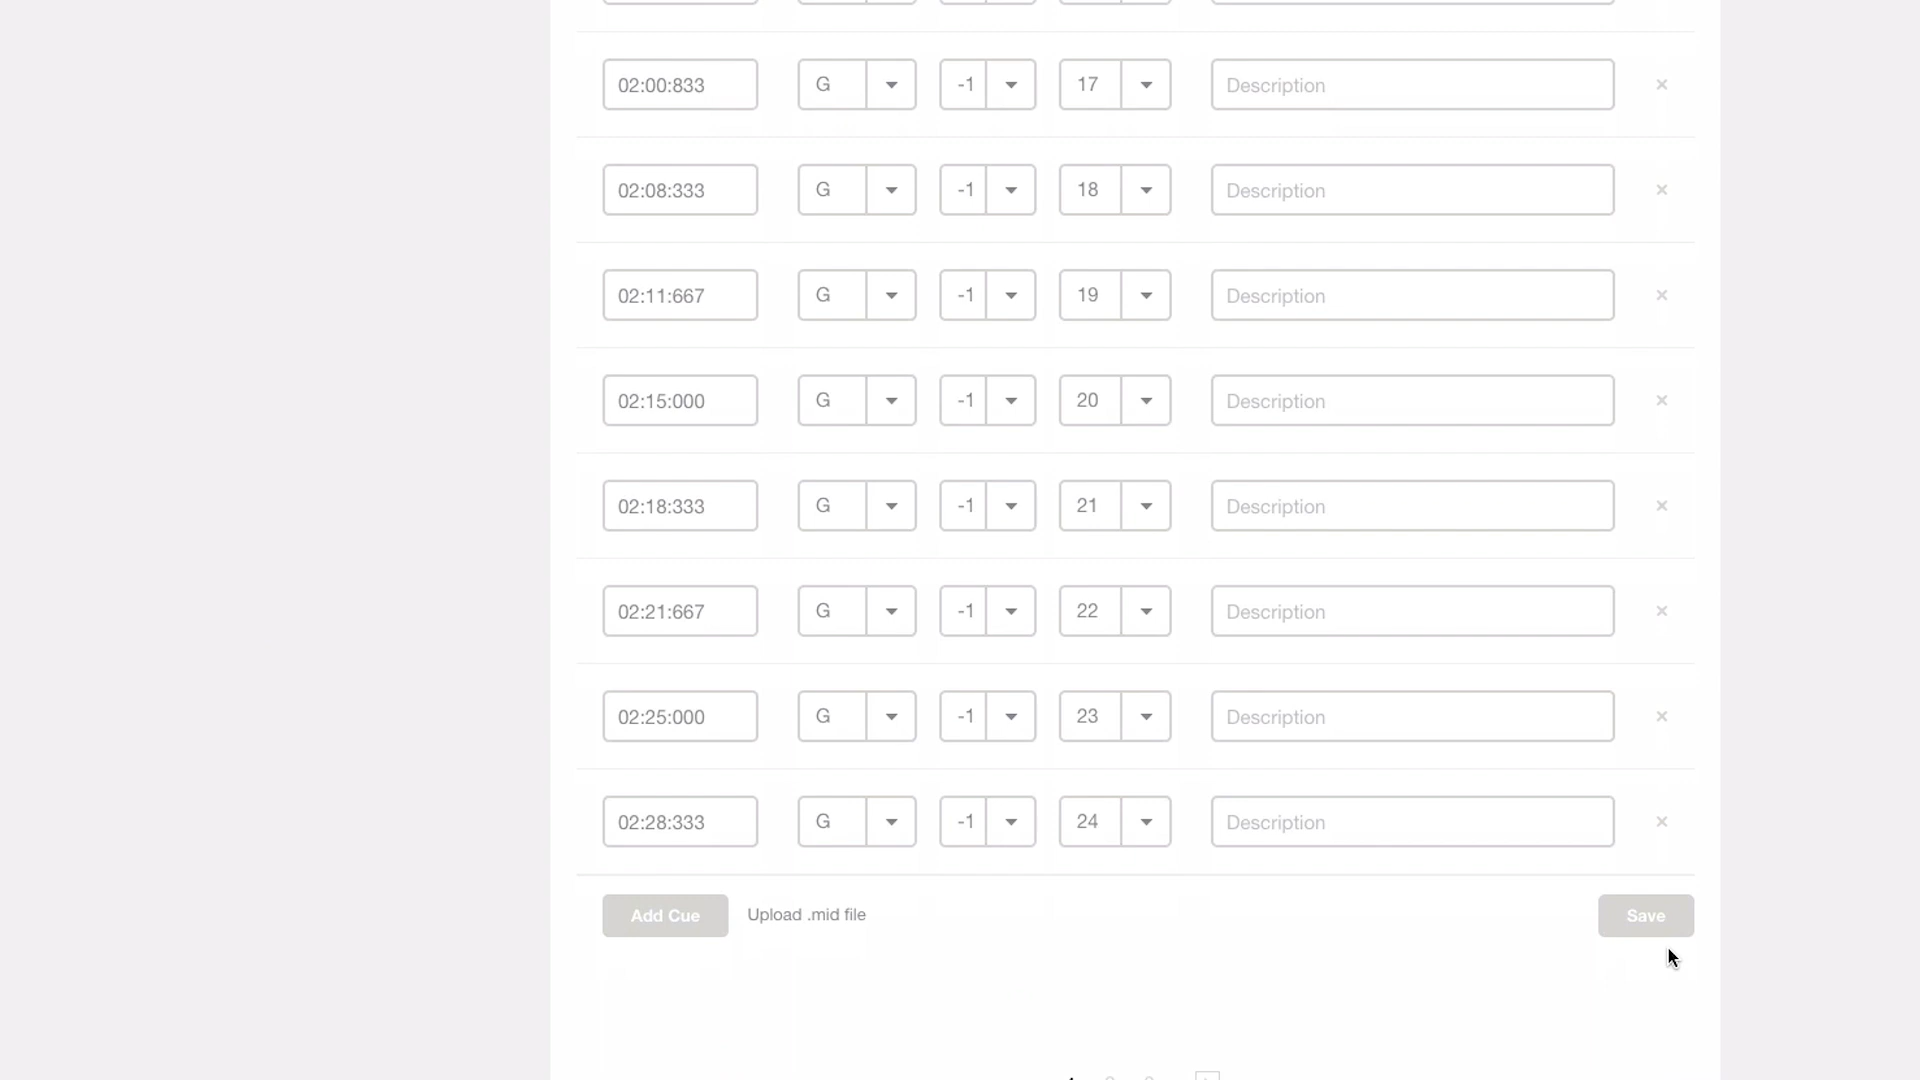 02:00:833 G -1 17 Description ×
02:08:333 G -1 18 Description ×
02:11:667 G -1 19 Description ×
02:15:000 G -1 20 Description ×
02:18:333 G -1 21 Description ×
02:21:667 G -1 22 Description ×
02:25:000 G -1 23 Description ×
02:28:333 G -1 24 Description ×
Add Cue Upload .mid file Save